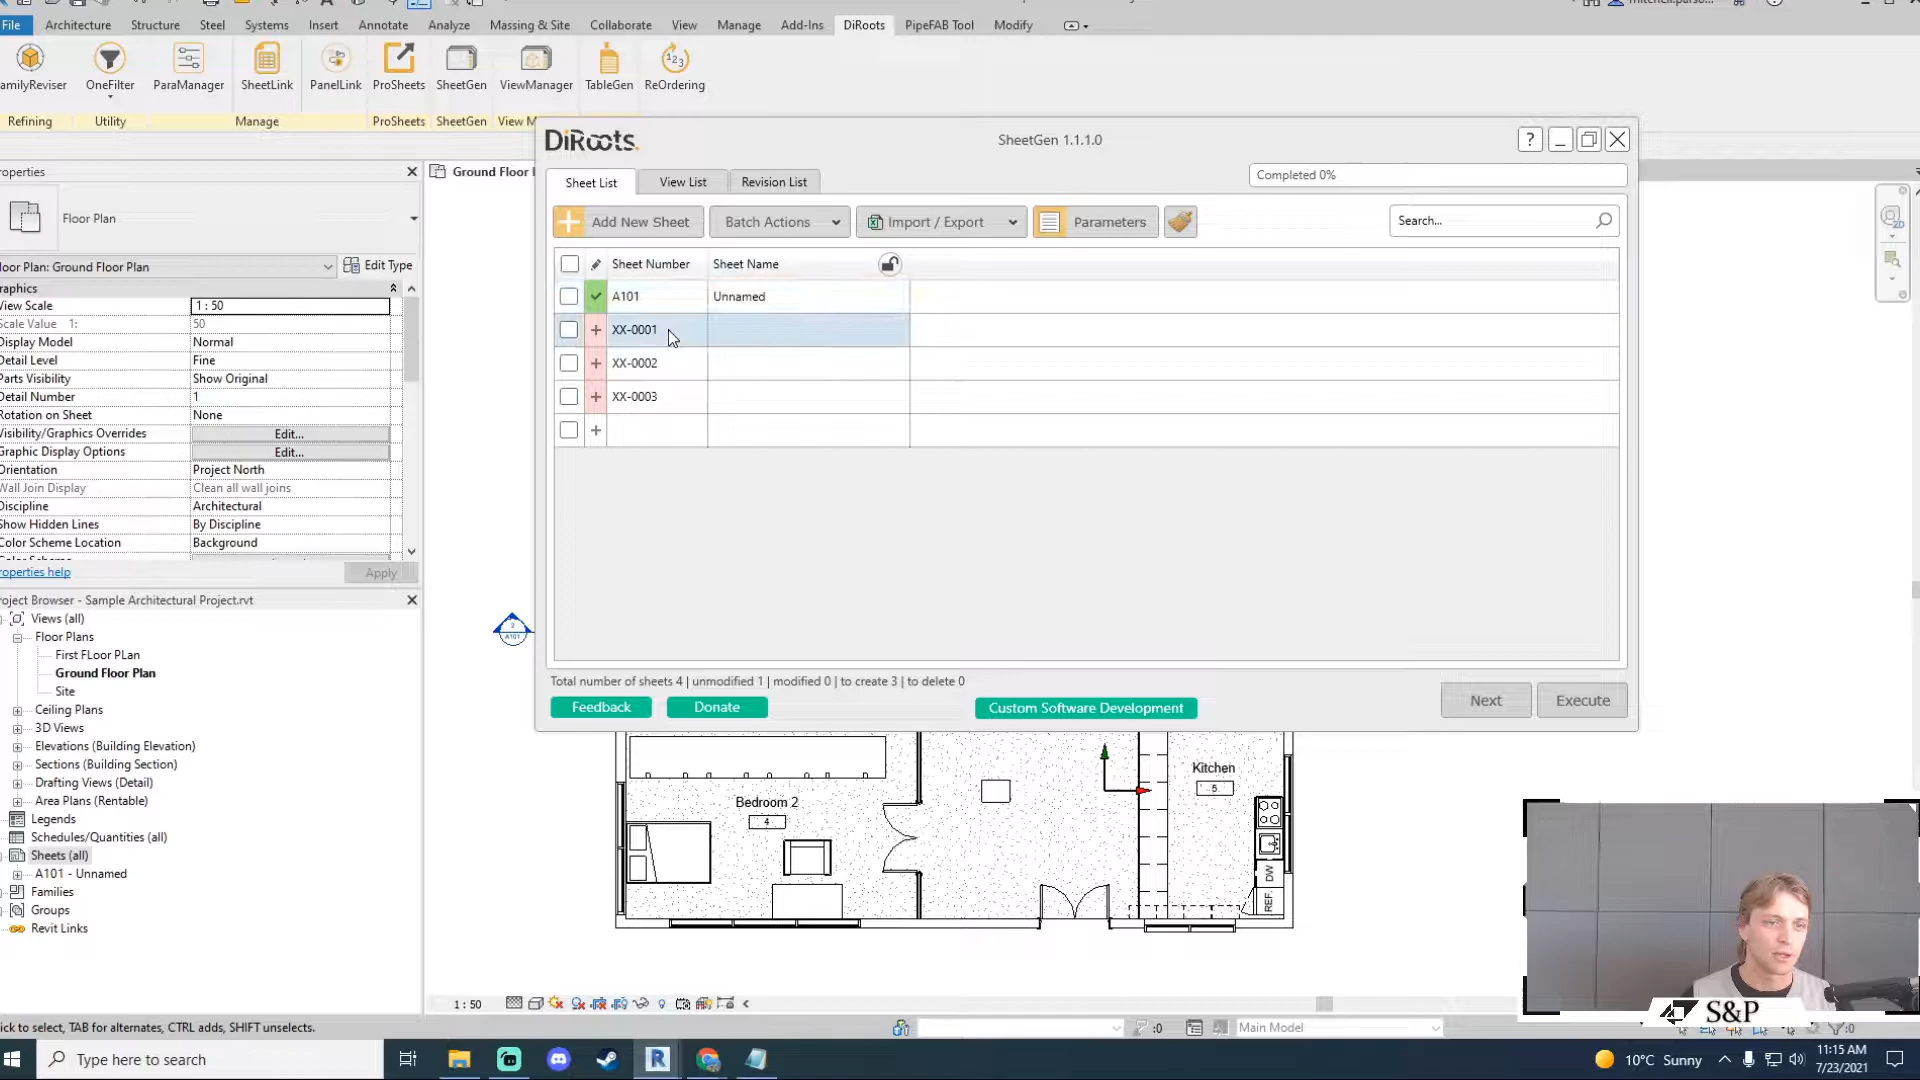 File Architecture Structure Steel Systems Insert Annotate Analyze Massing & Site Collaborate View Manage Add-Ins DiRoots PipeFAB Tool Modify
amilyReviser OneFilter ParaManager SheetLink PanelLink ProSheets SheetGen ViewManager TableGen ReOrdering
Refining Utility Manage ProSheets SheetGen View M
roperties
Floor Plan
loor Plan: Ground Floor Plan Edit Type
raphics
View Scale 1 : 50
Scale Value 1: 50
Display Model Normal
Detail Level Fine
Parts Visibility Show Original
Detail Number 1
Rotation on Sheet None
Visibility/Graphics Overrides Edit...
Graphic Display Options Edit...
Orientation Project North
Wall Join Display Clean all wall joins
Discipline Architectural
Show Hidden Lines By Discipline
Color Scheme Location Background
roperties help Apply
roject Browser - Sample Architectural Project.rvt
Views (all)
Floor Plans
First FLoor PLan
Ground Floor Plan
Site
Ceiling Plans
3D Views
Elevations (Building Elevation)
Sections (Building Section)
Drafting Views (Detail)
Area Plans (Rentable)
Legends
Schedules/Quantities (all)
Sheets (all)
A101 - Unnamed
Families
Groups
Revit Links
Ground Floor
DiRoots.
SheetGen 1.1.1.0
?
Sheet List View List Revision List
Completed 0%
Add New Sheet Batch Actions Import / Export Parameters
Search...
Sheet Number Sheet Name
A101 Unnamed
XX-0001
XX-0002
XX-0003
Total number of sheets 4 | unmodified 1 | modified 0 | to create 3 | to delete 0
Feedback Donate Custom Software Development Next Execute
2D
A101
Bedroom 2
4
Kitchen
5
DW
REF.
S&P
1 : 50
ick to select, TAB for alternates, CTRL adds, SHIFT unselects.
:0 Main Model :0
Type here to search
10°C Sunny
11:15 AM
7/23/2021